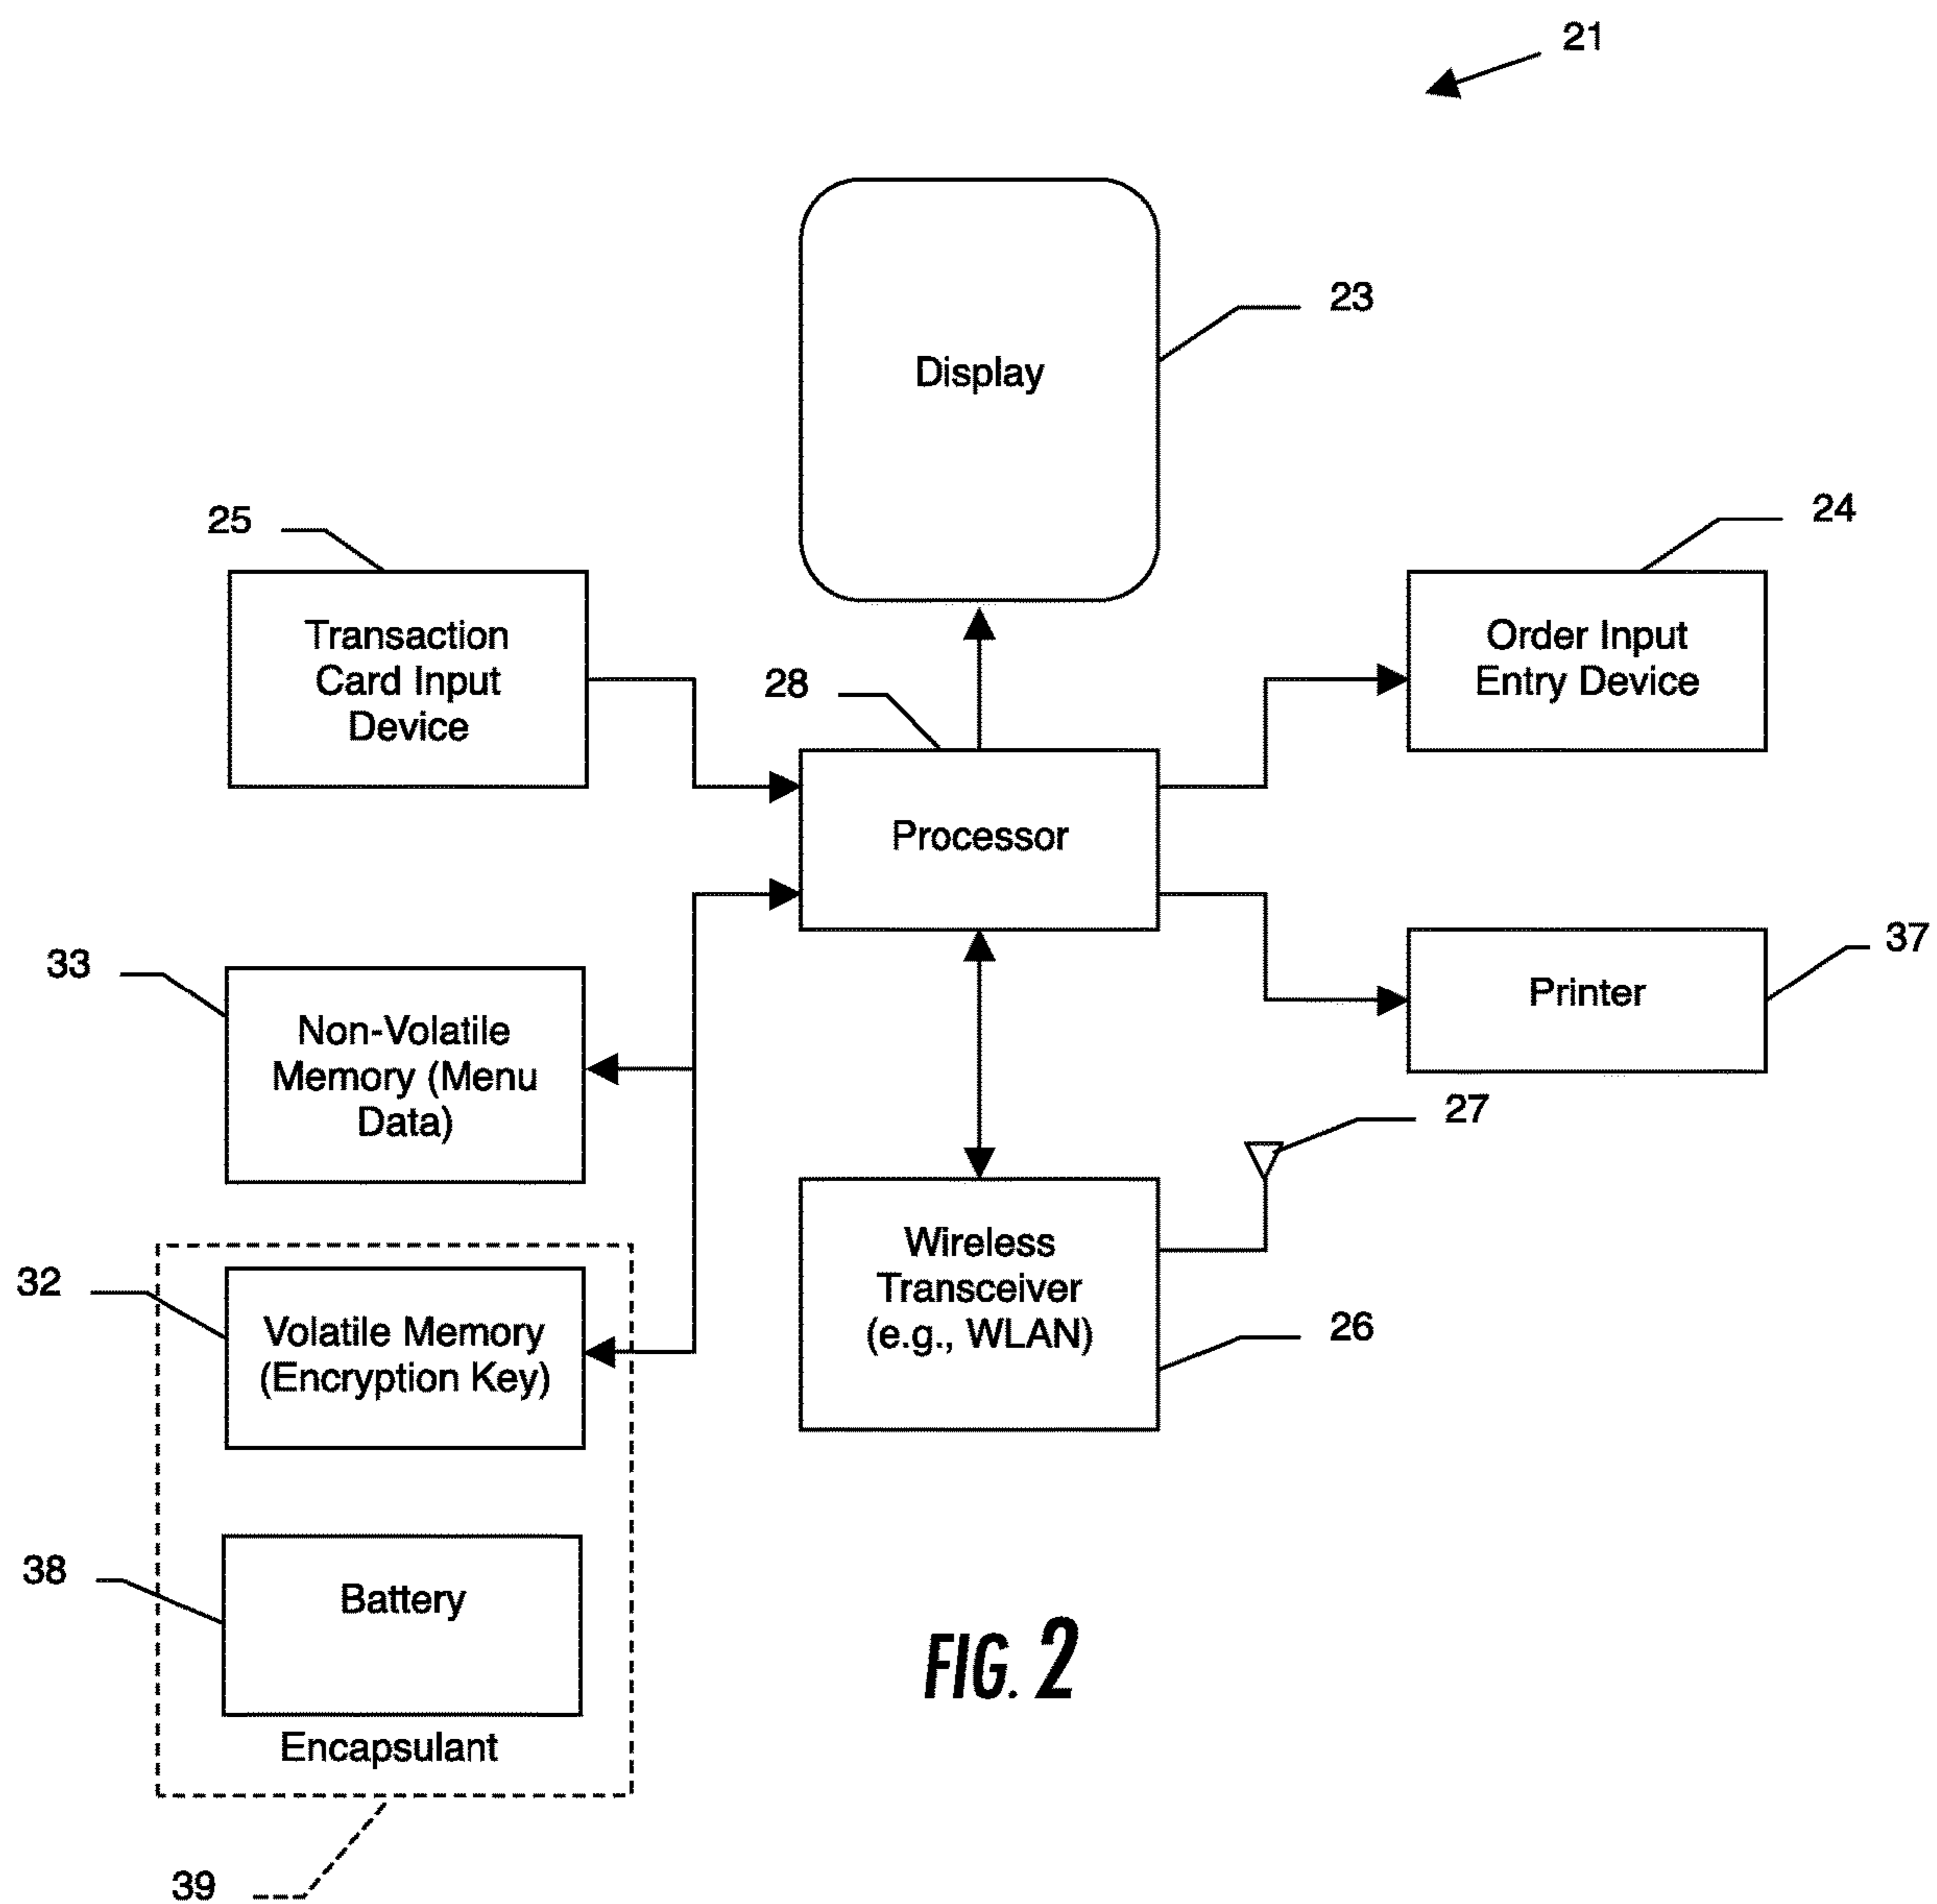 21
Display
23
25
Transaction
Card Input
Device
24
Order Input
Entry Device
28
Processor
33
Non-Volatile
Memory (Menu
Data)
37
Printer
27
32
Volatile Memory
(Encryption Key)
Wireless
Transceiver
(e.g., WLAN)
26
38
Battery
Encapsulant
39
FIG. 2